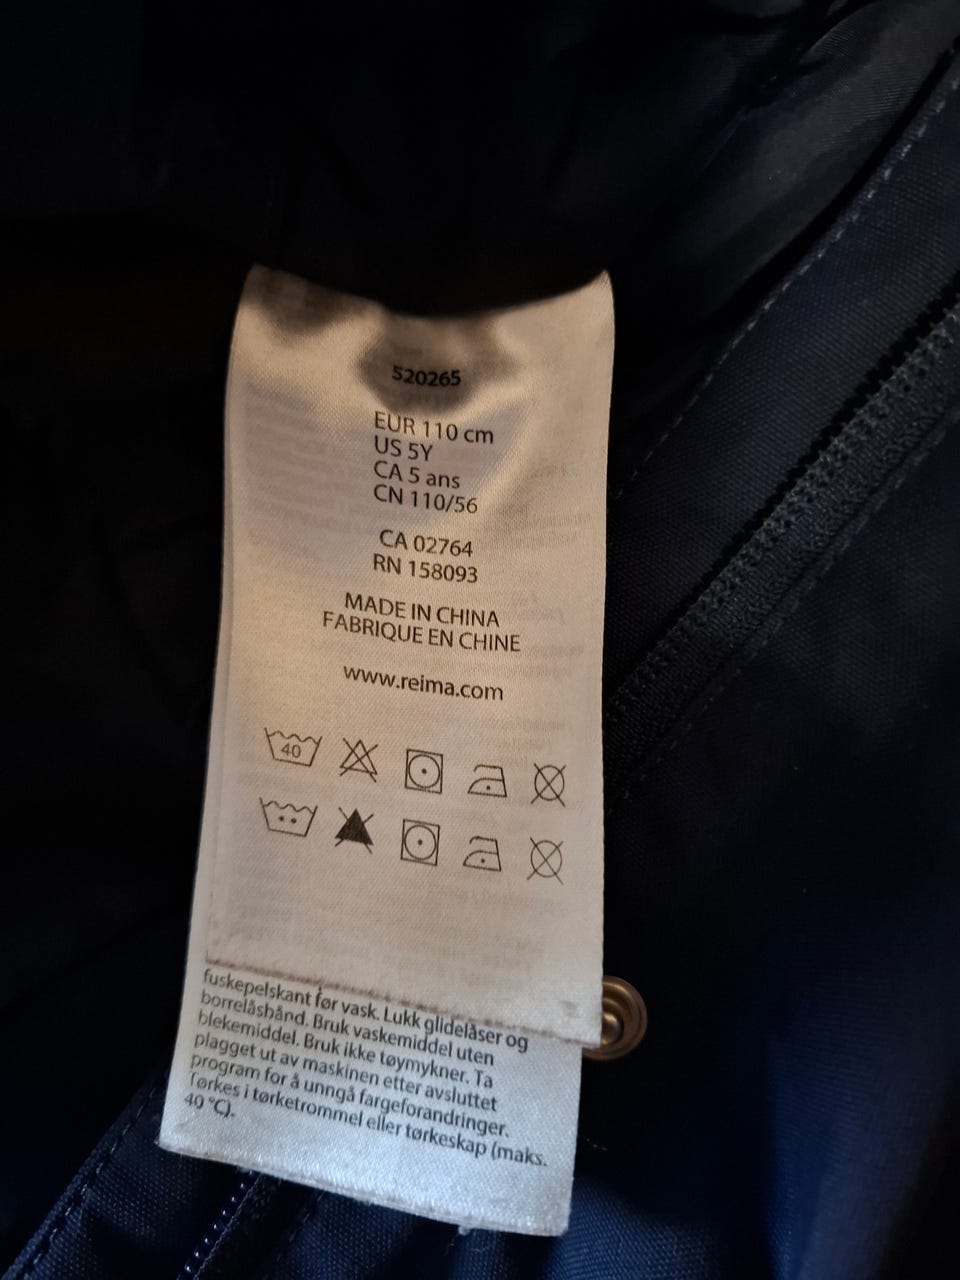 520265
EUR 110 cm
US 5Y
CA 5 ans
CN 110/56
CA 02764
RN 158093
MADE IN CHINA
FABRIQUE EN CHINE
www.reima.com
40
fuskepelskant før vask. Lukk glidelåser og
borrelåsbånd. Bruk vaskemiddel uten
blekemiddel. Bruk ikke tøymykner. Ta
plagget ut av maskinen etter avsluttet
program for å unngå fargeforandringer.
Tørkes i tørketrommel eller tørkeskap (maks.
40 °C).